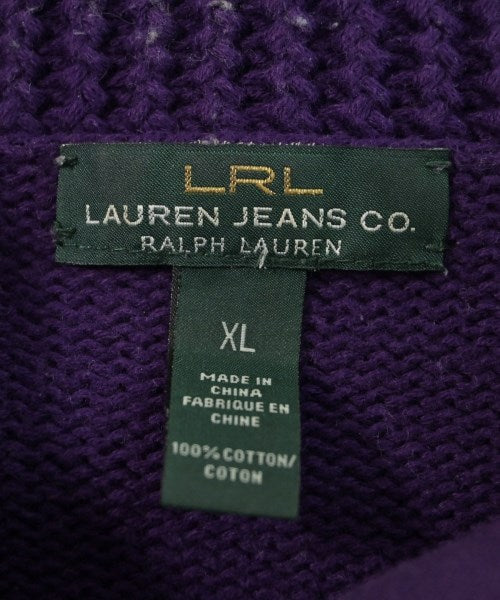 LRL
LAUREN JEANS CO.
RALPH LAUREN
XL
MADE IN
CHINA
FABRIQUE EN
CHINE
100% COTTON/
COTON